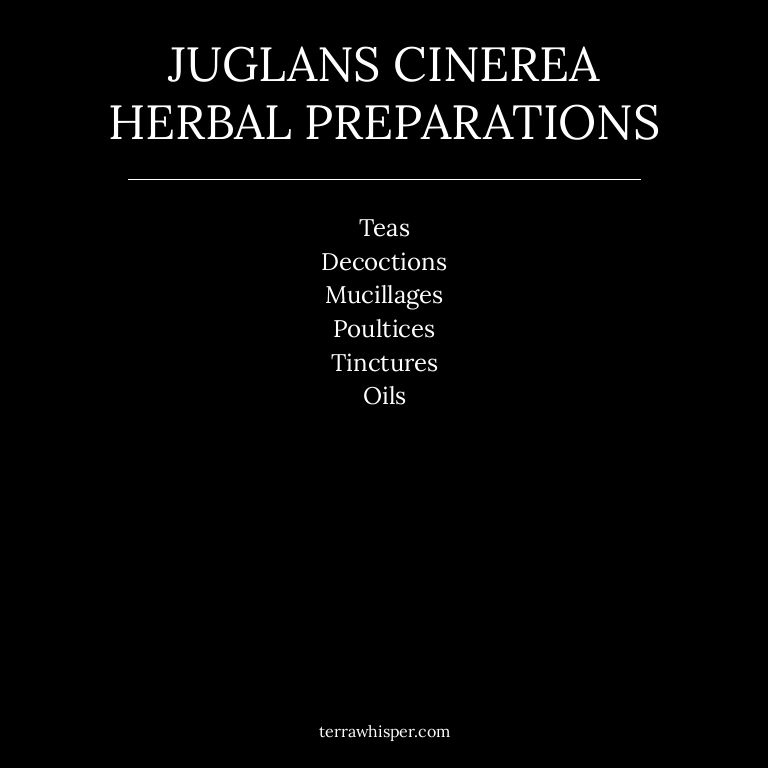 JUGLANS CINEREA
HERBAL PREPARATIONS
Teas
Decoctions
Mucillages
Poultices
Tinctures
Oils
terrawhisper.com